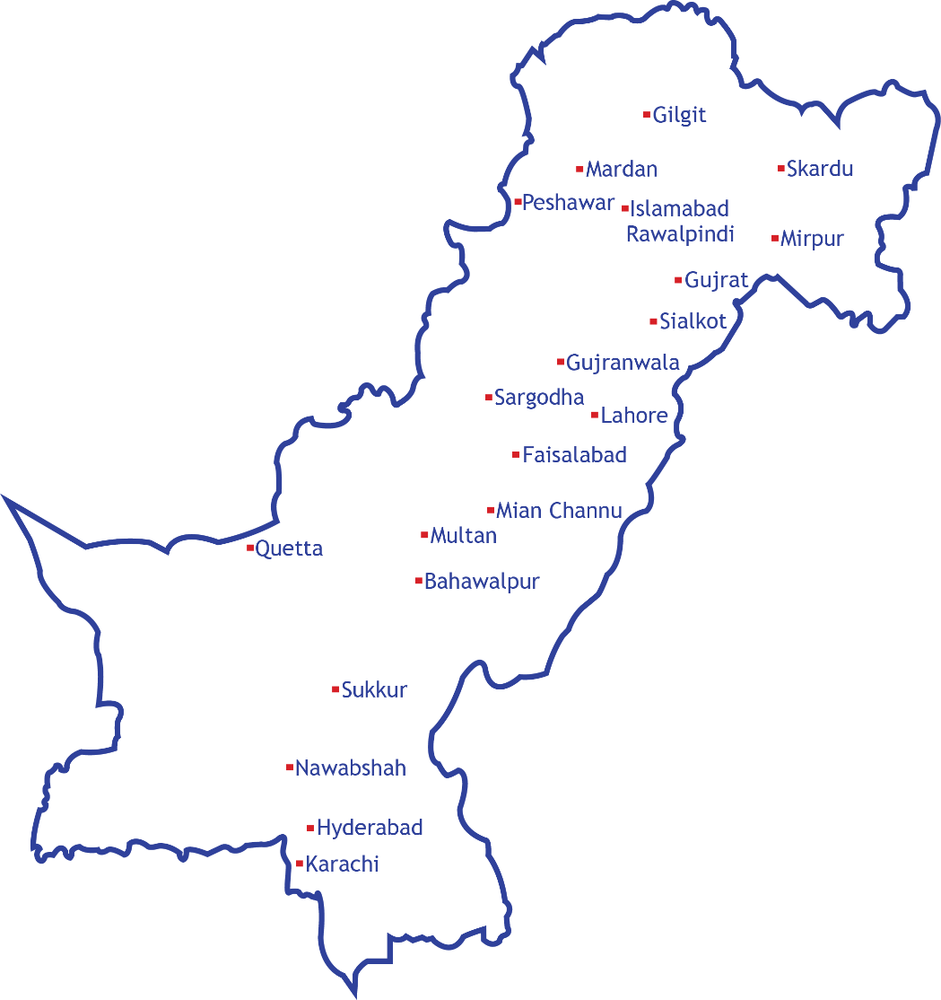 Gilgit
Mardan
Skardu
Peshawar
Islamabad
Rawalpindi
Mirpur
Gujrat
Sialkot
Gujranwala
Sargodha
Lahore
Faisalabad
Mian Channu
Multan
Quetta
Bahawalpur
Sukkur
Nawabshah
Hyderabad
Karachi